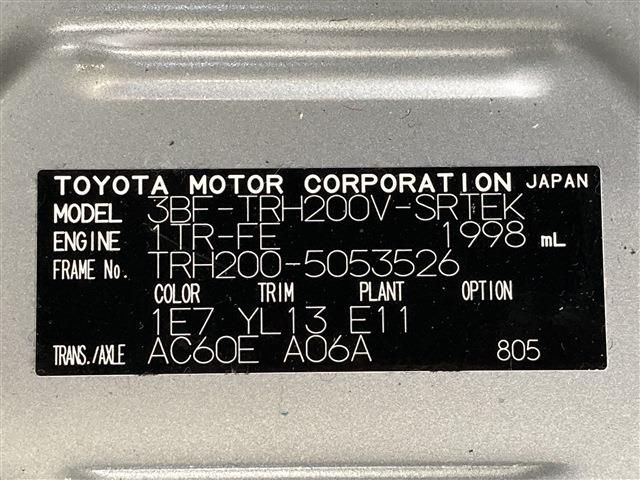 TOYOTA MOTOR CORPORATION JAPAN
MODEL 3BF-TRH200V-SRTEK
ENGINE 1TR-FE 1998 mL
FRAME No. TRH200-5053526
COLOR TRIM PLANT OPTION
1E7 YL13 E11
TRANS./AXLE AC60E A06A 805